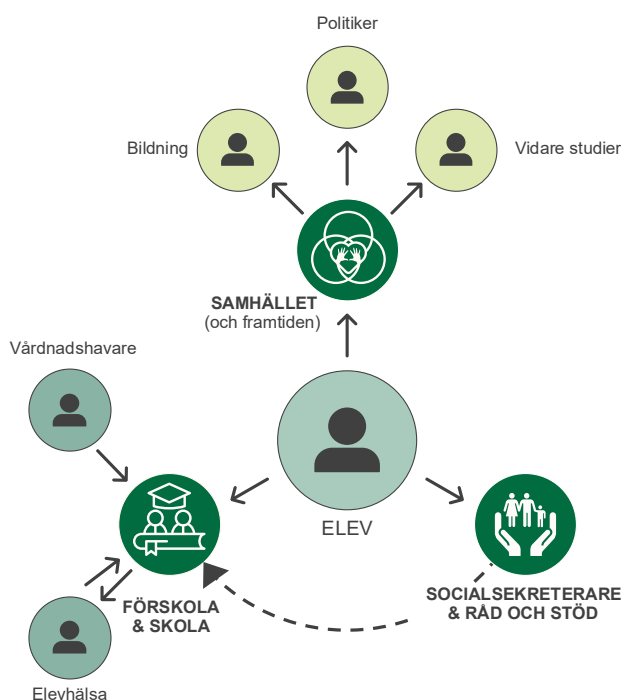 Politiker
Bildning
Vidare studier
SAMHÄLLET
(och framtiden)
Vårdnadshavare
ELEV
FÖRSKOLA
& SKOLA
SOCIALSEKRETERARE
& RÅD OCH STÖD
Elevhälsa